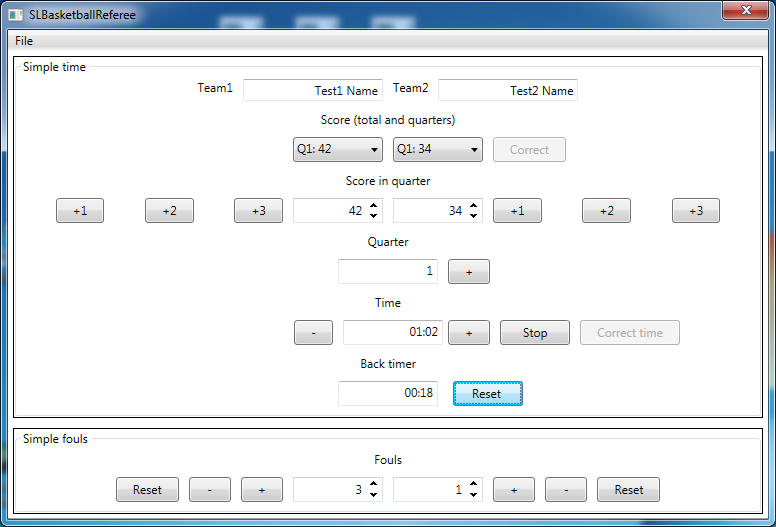 SLBasketballReferee
File
Simple time
Team1 Test1 Name Team2 Test2 Name
Score (total and quarters)
Q1: 42 Q1: 34 Correct
Score in quarter
+1 +2 +3 42 34 +1 +2 +3
Quarter
1 +
Time
- 01:02 + Stop Correct time
Back timer
00:18 Reset
Simple fouls
Fouls
Reset - + 3 1 + - Reset